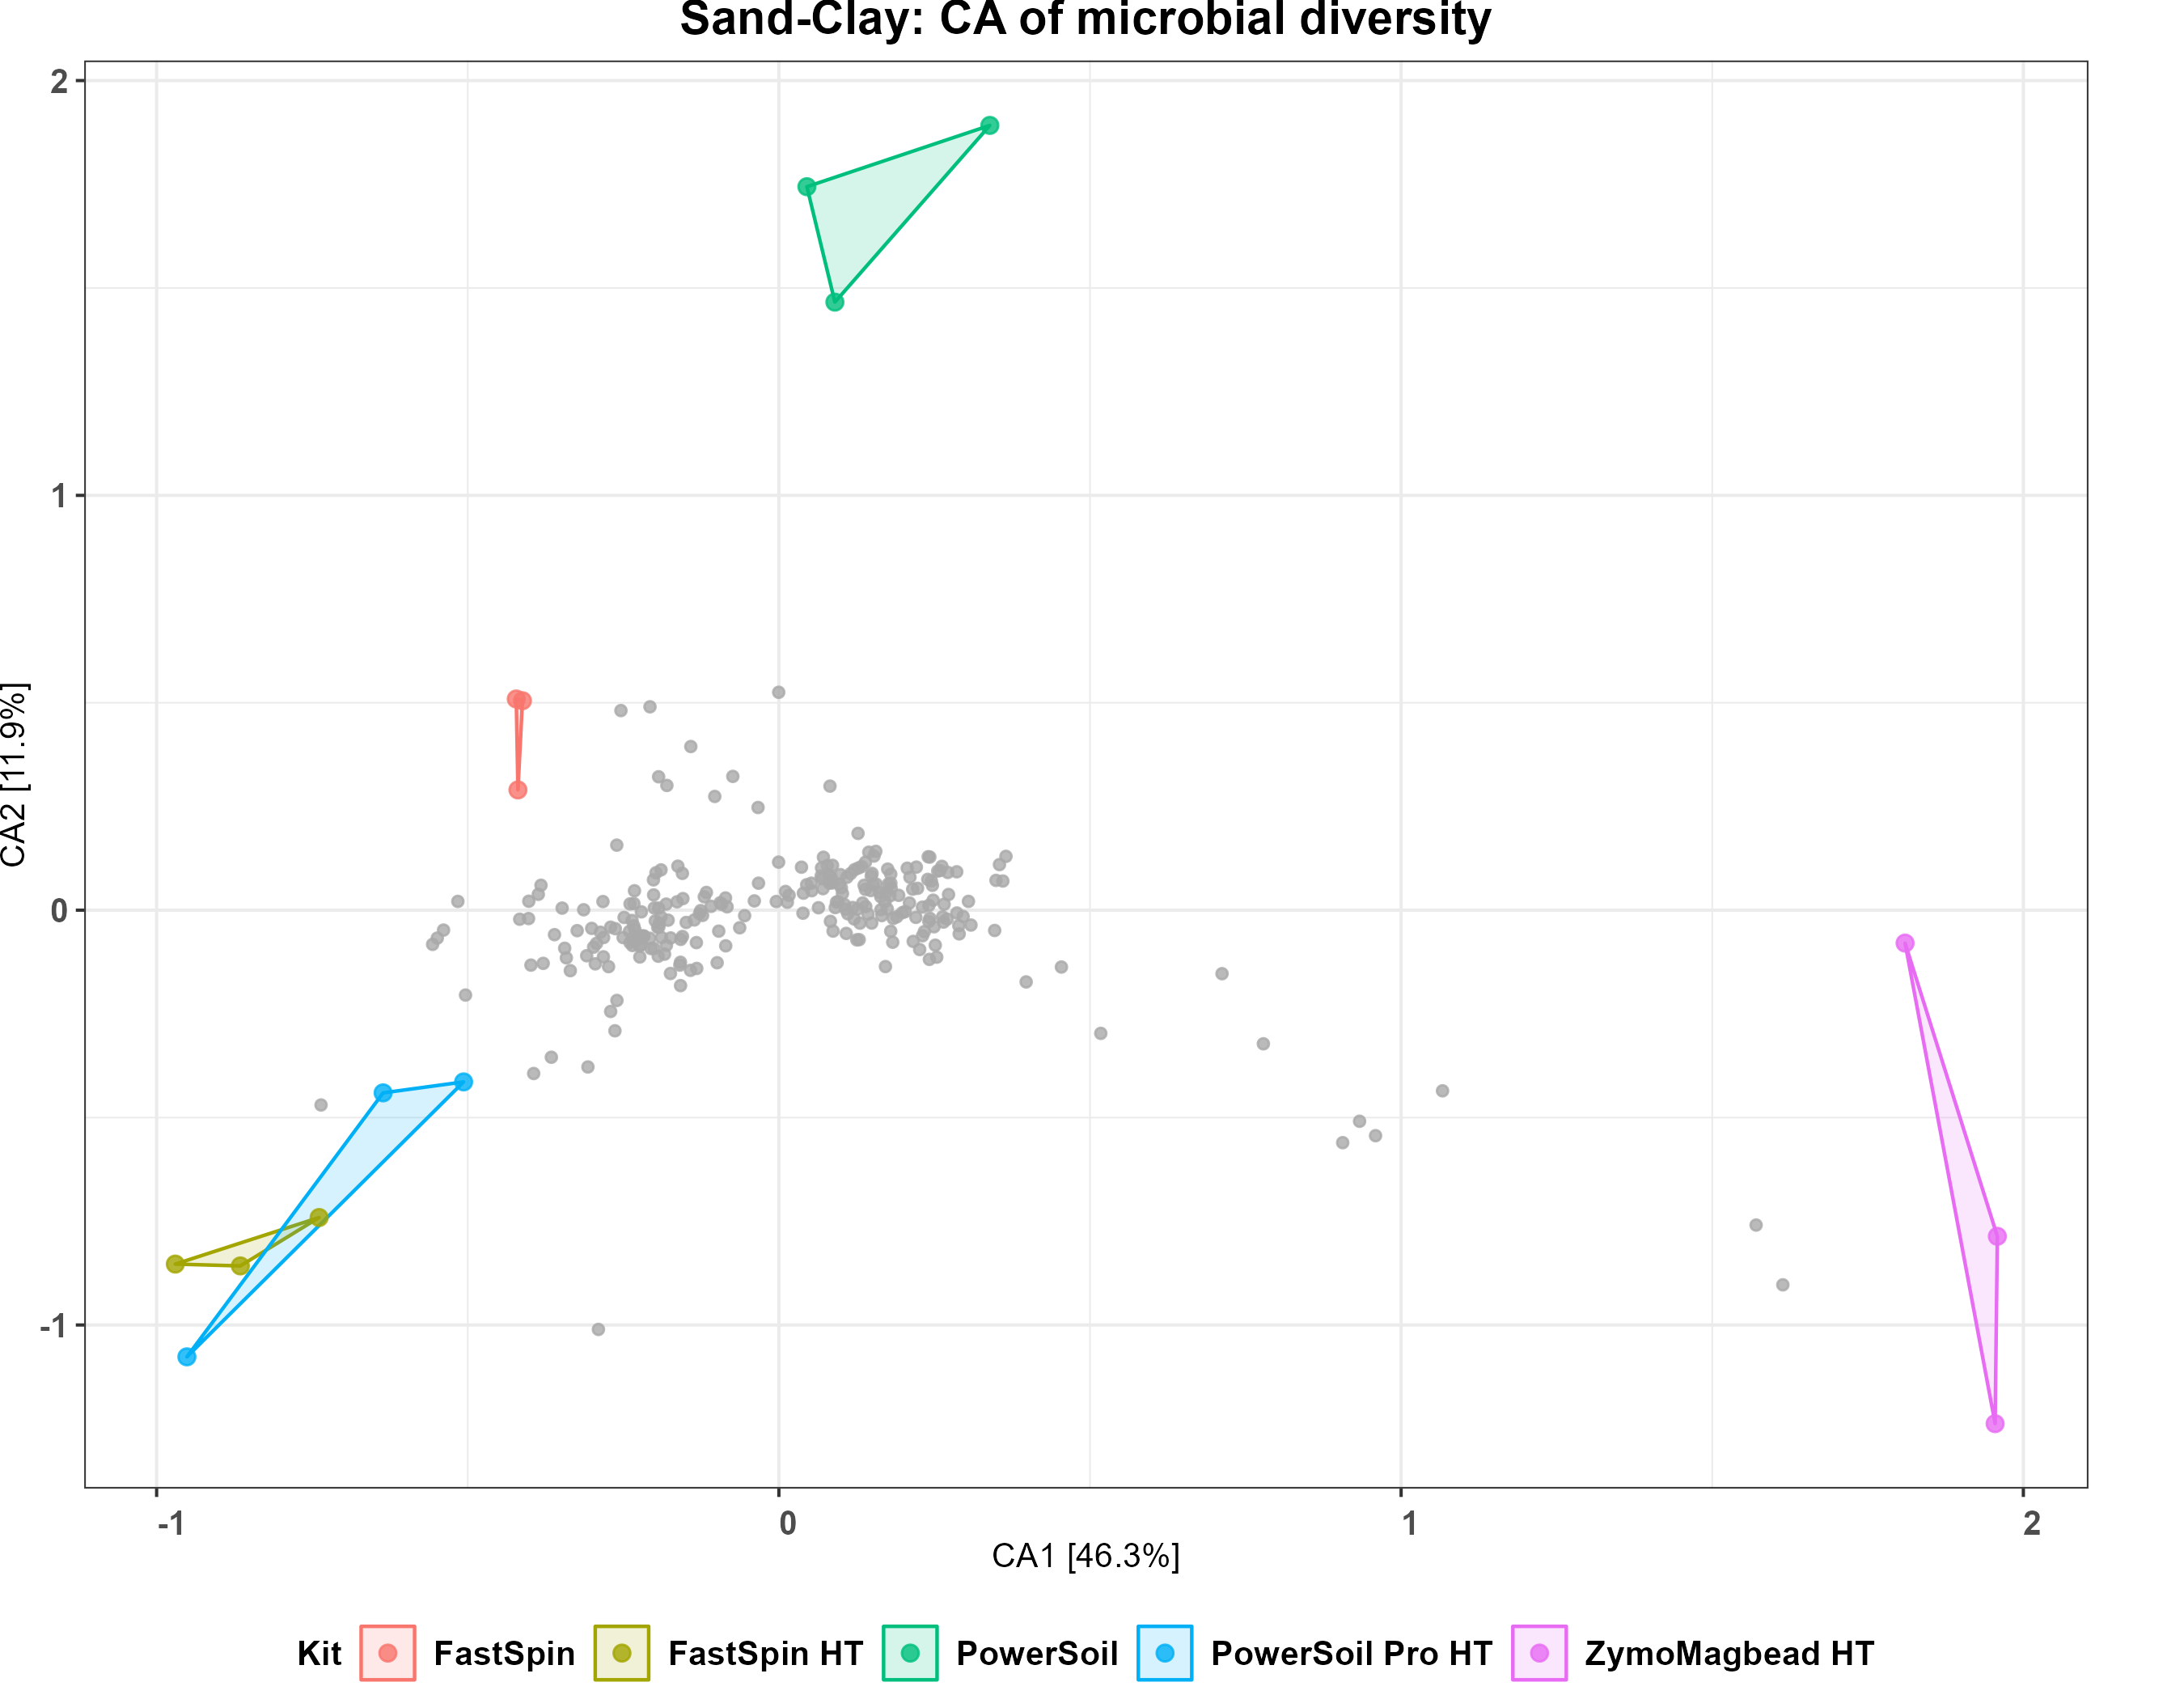 Sand-Clay: CA of microbial diversity
2
1
0
-1
CA2 [11.9%]
-1 0 1 2
CA1 [46.3%]
Kit FastSpin FastSpin HT PowerSoil PowerSoil Pro HT ZymoMagbead HT